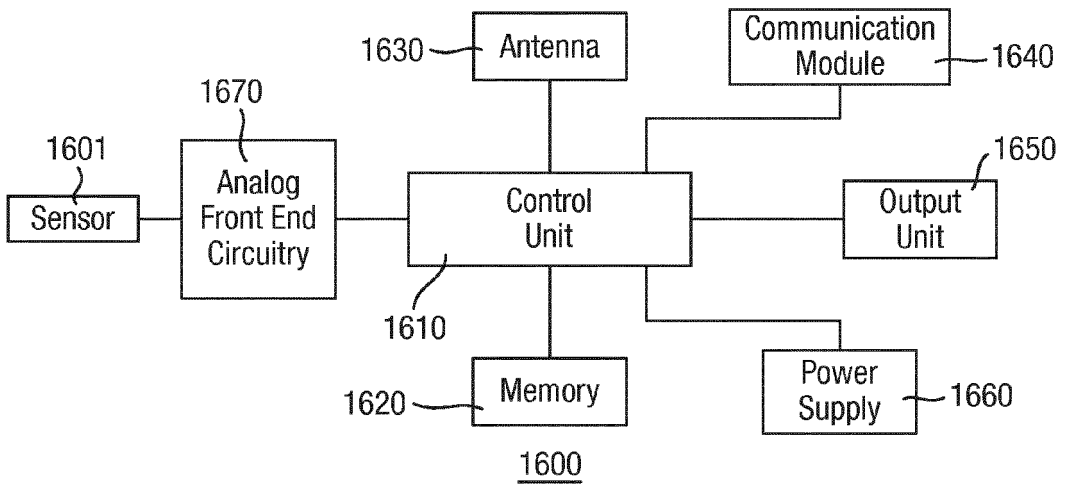 1630
Antenna
Communication
Module
1640
1670
1601
Sensor
Analog
Front End
Circuitry
Control
Unit
1610
1650
Output
Unit
1620
Memory
Power
Supply
1660
1600